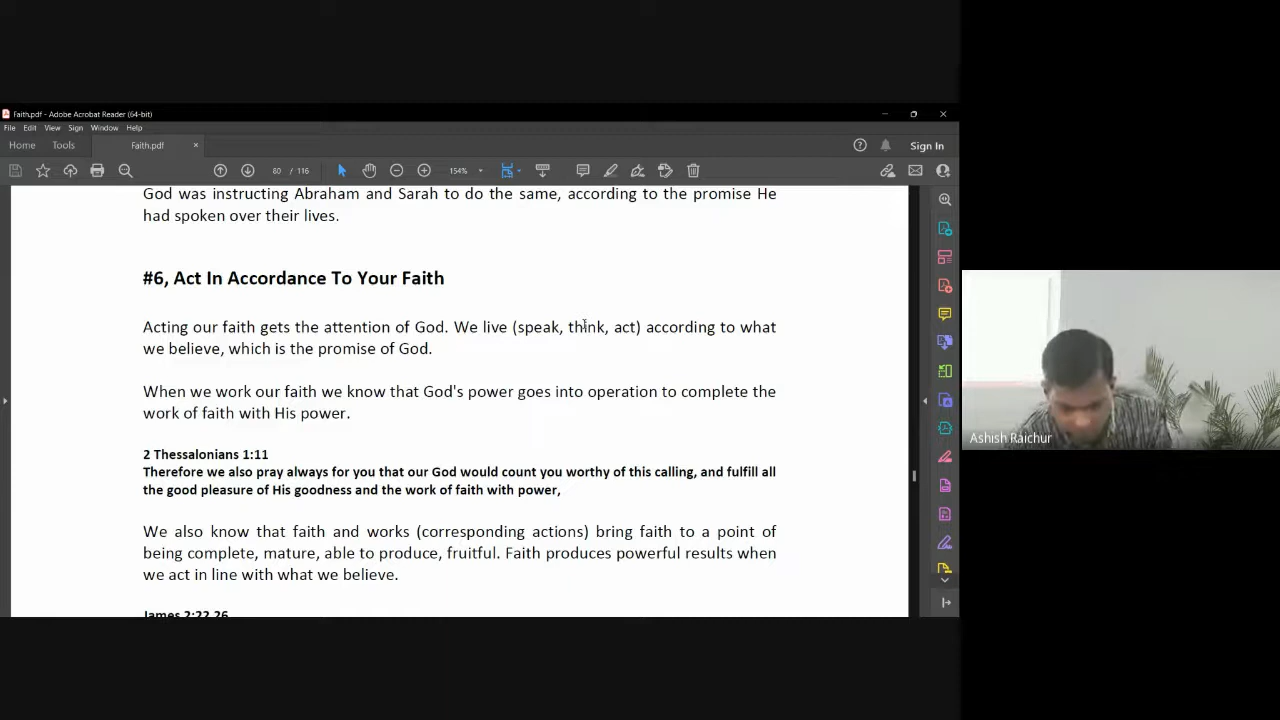 Faith.pdf - Adobe Acrobat Reader (64-bit)
File Edit View Sign Window Help
Home Tools Faith.pdf × Sign In
80 / 116 154%
God was instructing Abraham and Sarah to do the same, according to the promise He
had spoken over their lives.
#6, Act In Accordance To Your Faith
Acting our faith gets the attention of God. We live (speak, think, act) according to what
we believe, which is the promise of God.
When we work our faith we know that God's power goes into operation to complete the
work of faith with His power.
2 Thessalonians 1:11
Therefore we also pray always for you that our God would count you worthy of this calling, and fulfill all
the good pleasure of His goodness and the work of faith with power,
We also know that faith and works (corresponding actions) bring faith to a point of
being complete, mature, able to produce, fruitful. Faith produces powerful results when
we act in line with what we believe.
James 2:22,26
Ashish Raichur